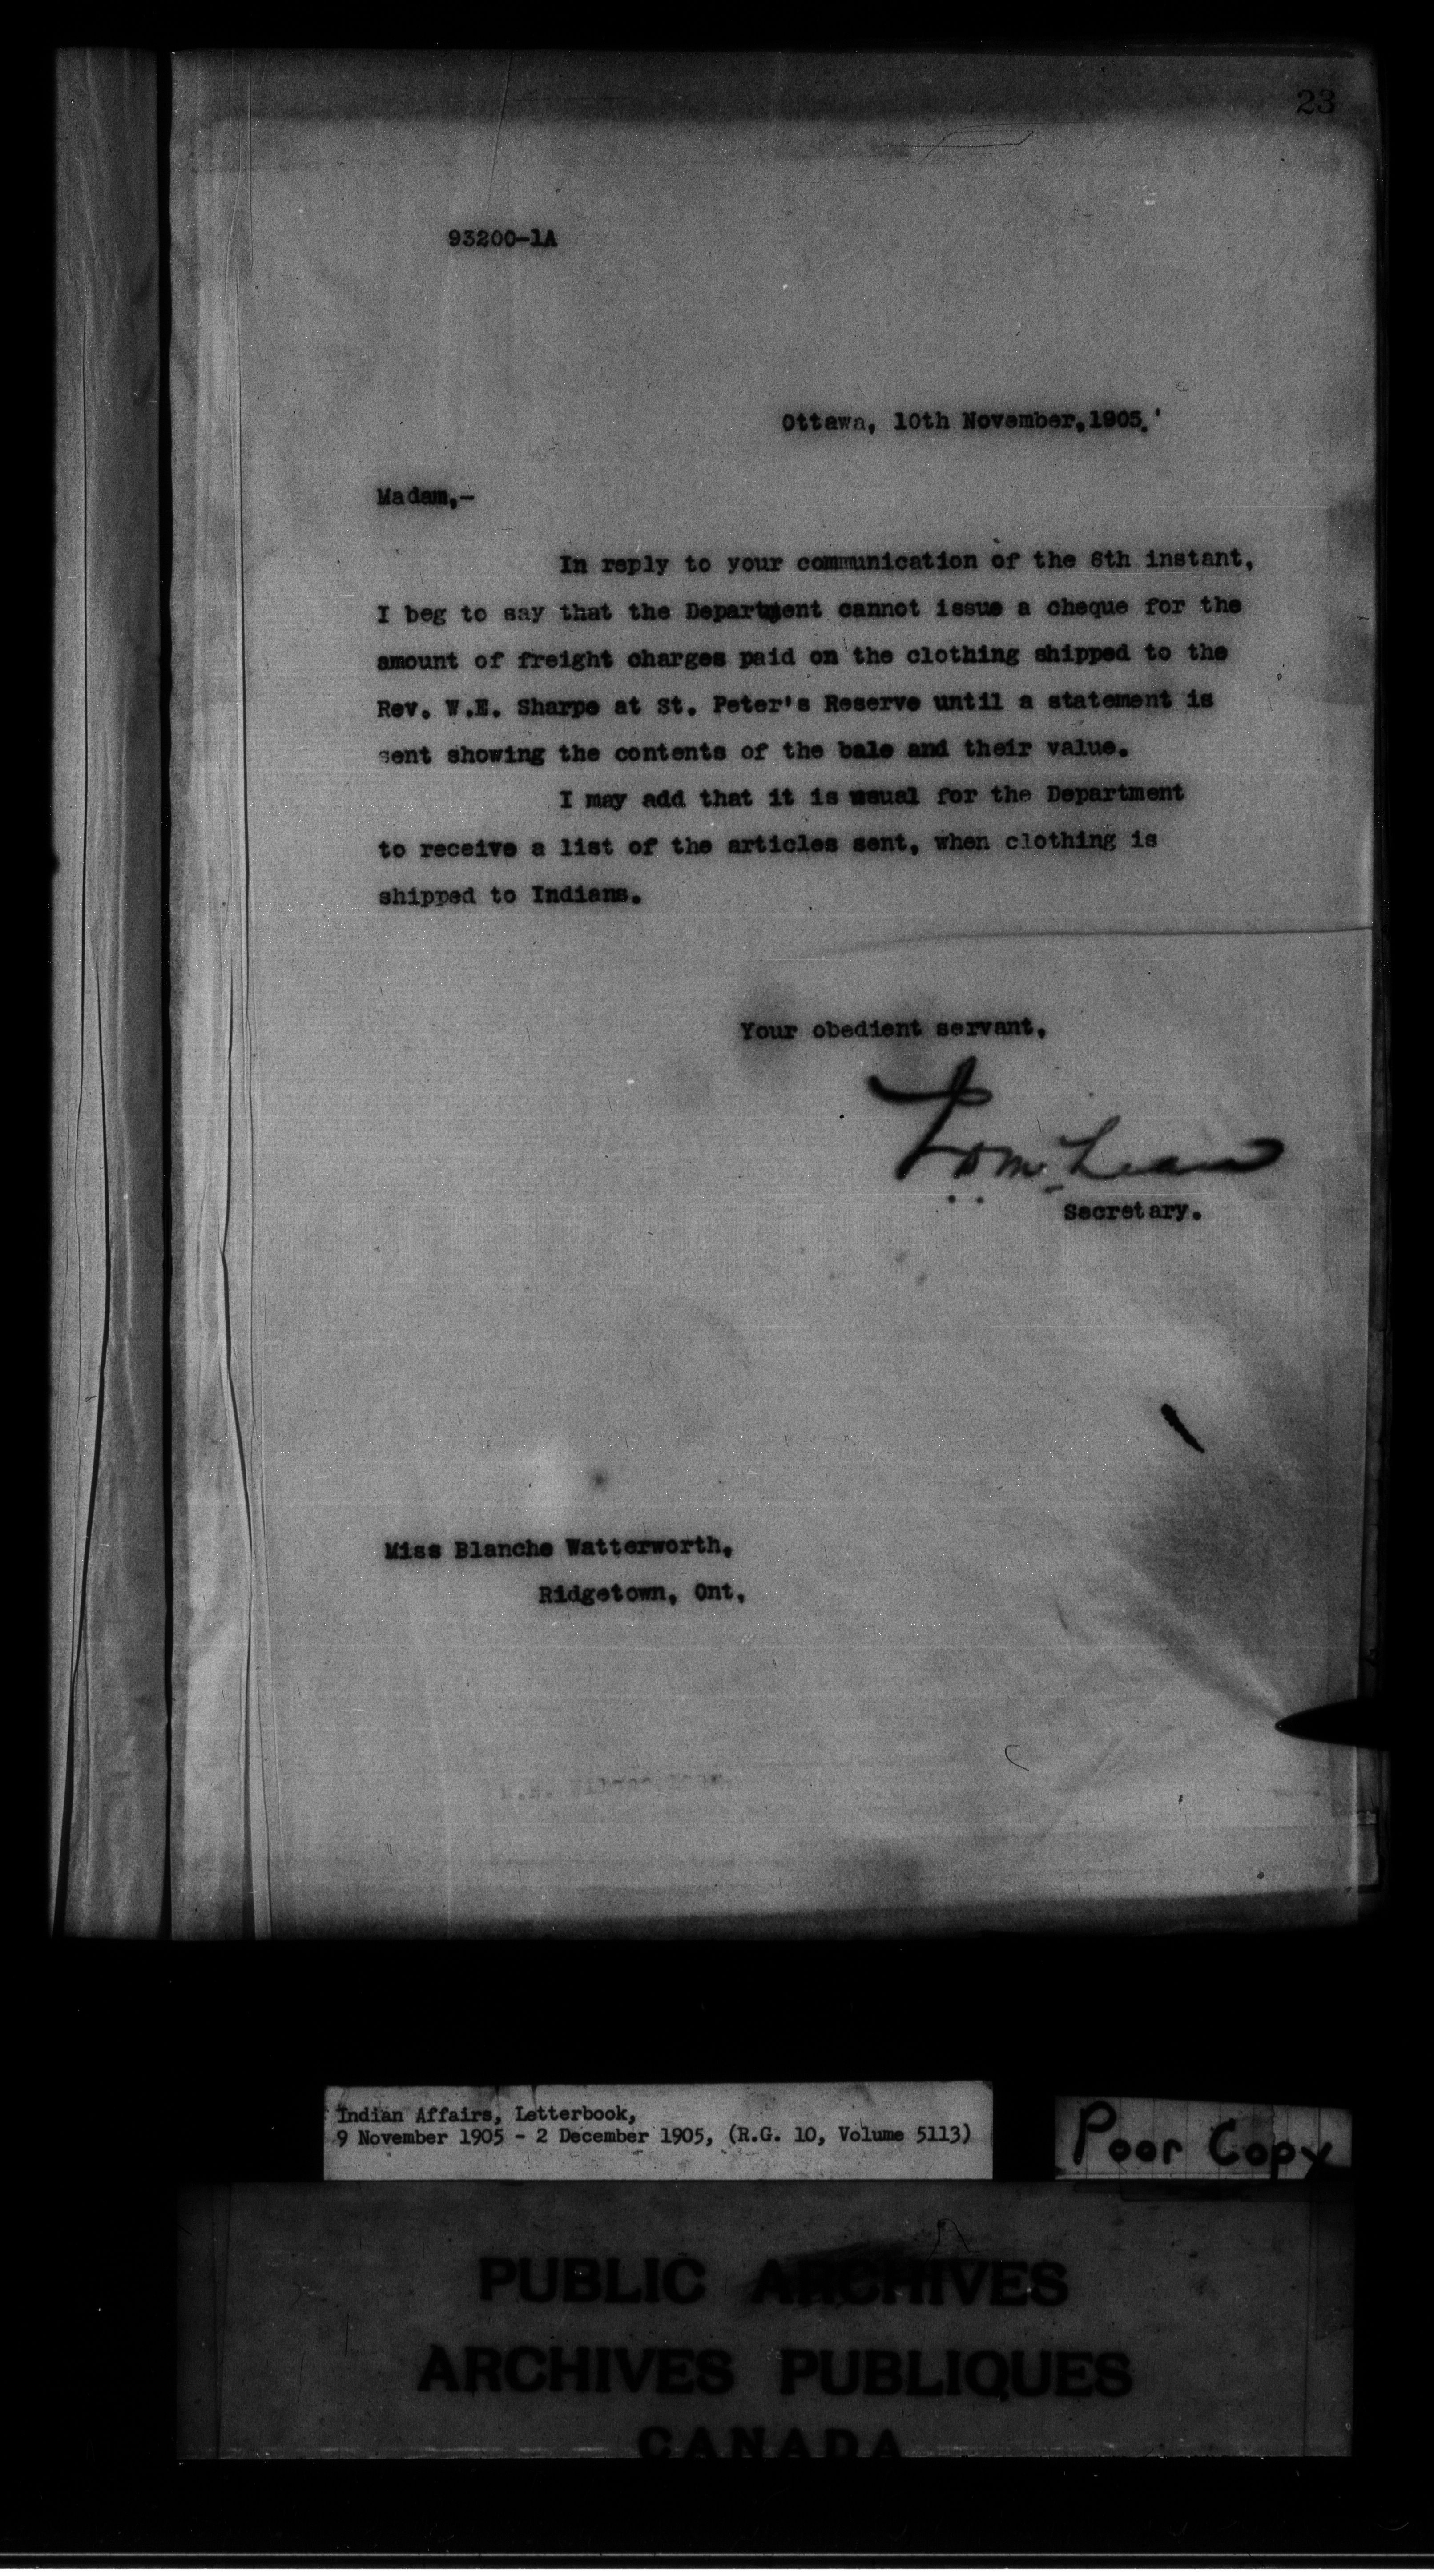 23
93200-1A
Ottawa, 10th November, 1905.
Madam,-
In reply to your communication of the 6th instant,
I beg to say that the Department cannot issue a cheque for the
amount of freight charges paid on the clothing shipped to the
Rev. W.E. Sharpe at St. Peter's Reserve until a statement is
sent showing the contents of the bale and their value.
I may add that it is usual for the Department
to receive a list of the articles sent, when clothing is
shipped to Indians.
Your obedient servant,
McLean
Secretary.
Miss Blanche Watterworth,
Ridgetown, Ont,
Indian Affairs, Letterbook,
9 November 1905 - 2 December 1905, (R.G. 10, Volume 5113)
Poor Copy
PUBLIC ARCHIVES
ARCHIVES PUBLIQUES
CANADA